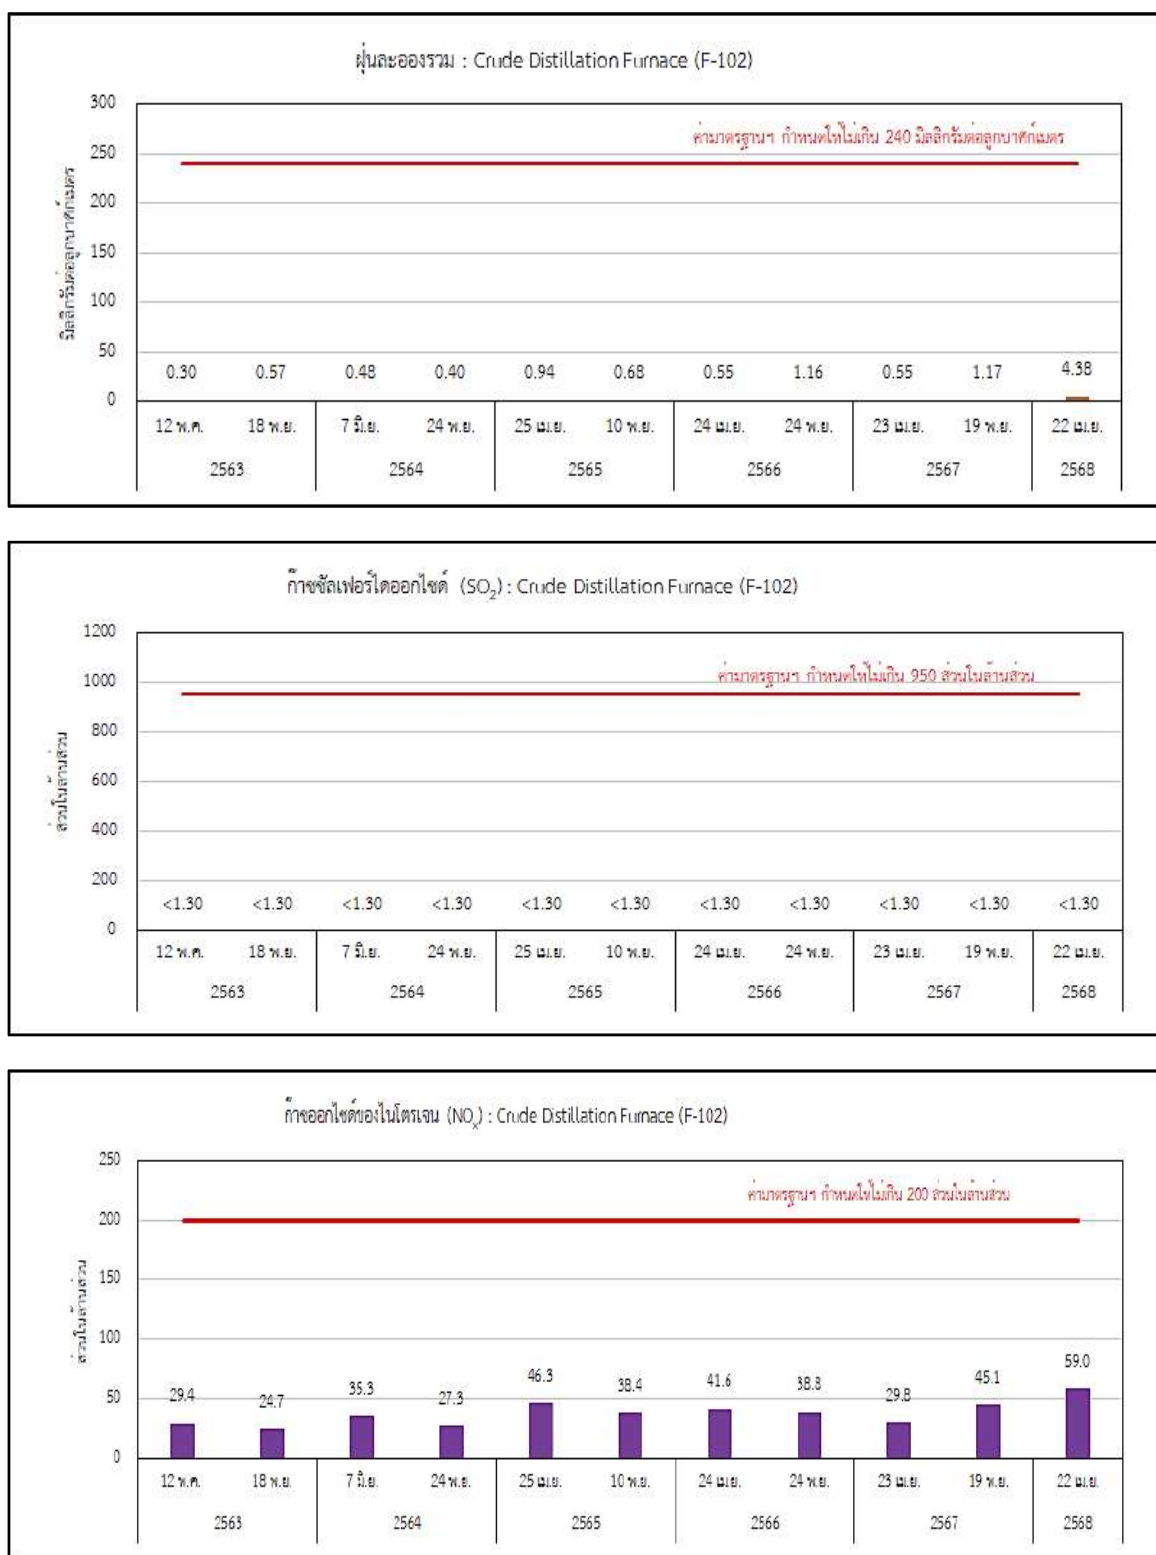 ฝุ่นละอองรวม : Crude Distillation Furnace (F-102)
ค่ามาตรฐานฯ กำหนดให้ไม่เกิน 240 มิลลิกรัมต่อลูกบาศก์เมตร
มิลลิกรัมต่อลูกบาศก์เมตร
300
250
200
150
100
50
0
0.30 0.57 0.48 0.40 0.94 0.68 0.55 1.16 0.55 1.17 4.38
12 พ.ค. 18 พ.ย. 7 มิ.ย. 24 พ.ย. 25 เม.ย. 10 พ.ย. 24 เม.ย. 24 พ.ย. 23 เม.ย. 19 พ.ย. 22 เม.ย.
2563 2564 2565 2566 2567 2568
ก๊าซซัลเฟอร์ไดออกไซด์ (SO₂) : Crude Distillation Furnace (F-102)
ค่ามาตรฐานฯ กำหนดให้ไม่เกิน 950 ส่วนในล้านส่วน
ส่วนในล้านส่วน
1200
1000
800
600
400
200
0
<1.30 <1.30 <1.30 <1.30 <1.30 <1.30 <1.30 <1.30 <1.30 <1.30 <1.30
12 พ.ค. 18 พ.ย. 7 มิ.ย. 24 พ.ย. 25 เม.ย. 10 พ.ย. 24 เม.ย. 24 พ.ย. 23 เม.ย. 19 พ.ย. 22 เม.ย.
2563 2564 2565 2566 2567 2568
ก๊าซออกไซด์ของไนโตรเจน (NOₓ) : Crude Distillation Furnace (F-102)
ค่ามาตรฐานฯ กำหนดให้ไม่เกิน 200 ส่วนในล้านส่วน
ส่วนในล้านส่วน
250
200
150
100
50
0
29.4 24.7 35.3 27.3 46.3 38.4 41.6 38.8 29.8 45.1 59.0
12 พ.ค. 18 พ.ย. 7 มิ.ย. 24 พ.ย. 25 เม.ย. 10 พ.ย. 24 เม.ย. 24 พ.ย. 23 เม.ย. 19 พ.ย. 22 เม.ย.
2563 2564 2565 2566 2567 2568